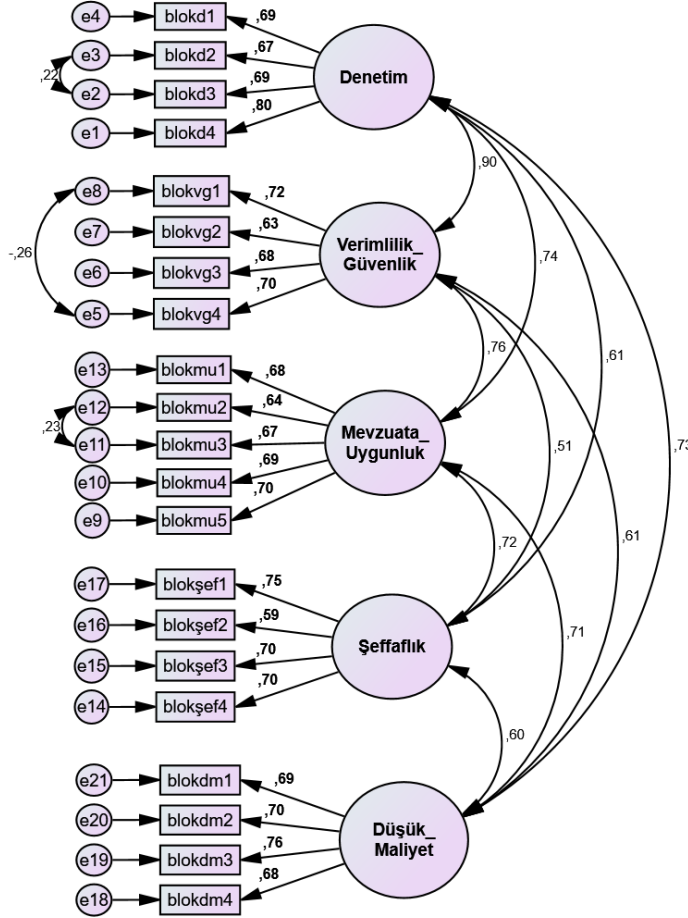 e4 blokd1 ,69
e3 blokd2 ,67
,22
e2 blokd3 ,69
e1 blokd4 ,80
Denetim
e8 blokvg1 ,72
e7 blokvg2 ,63
-,26
e6 blokvg3 ,68
e5 blokvg4 ,70
Verimlilik_
Güvenlik
,90
,74
e13 blokmu1 ,68
e12 blokmu2 ,64
,23
e11 blokmu3 ,67
e10 blokmu4 ,69
e9 blokmu5 ,70
Mevzuata_
Uygunluk
,76
,61
,51
,73
e17 blokşef1 ,75
e16 blokşef2 ,59
e15 blokşef3 ,70
e14 blokşef4 ,70
Şeffaflık
,72
,61
,71
,60
e21 blokdm1 ,69
e20 blokdm2 ,70
e19 blokdm3 ,76
e18 blokdm4 ,68
Düşük_
Maliyet